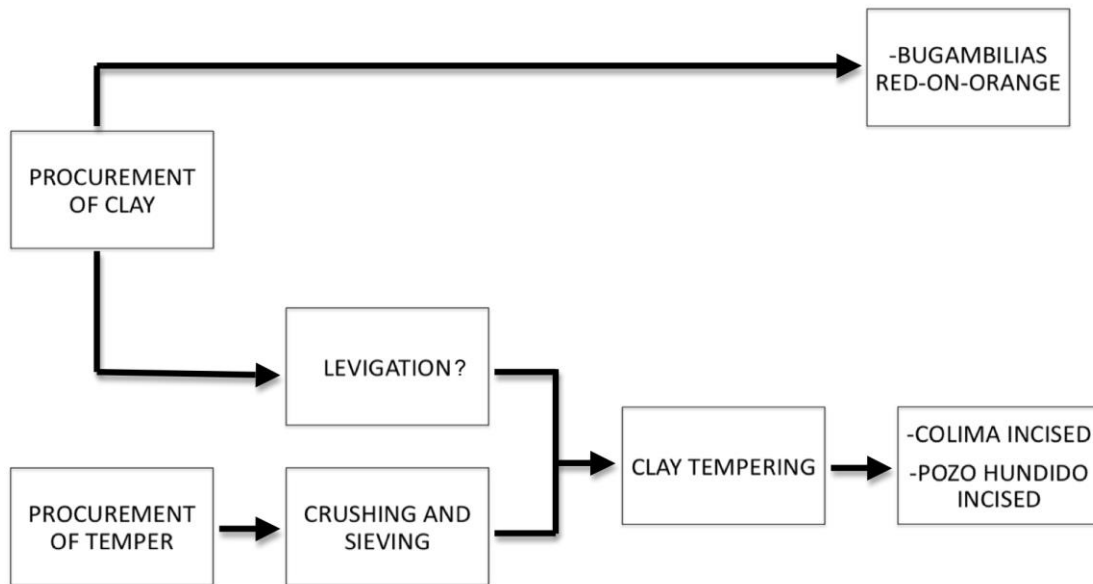 -BUGAMBILIAS
RED-ON-ORANGE
PROCUREMENT
OF CLAY
LEVIGATION?
PROCUREMENT
OF TEMPER
CRUSHING AND
SIEVING
CLAY TEMPERING
-COLIMA INCISED
-POZO HUNDIDO
INCISED